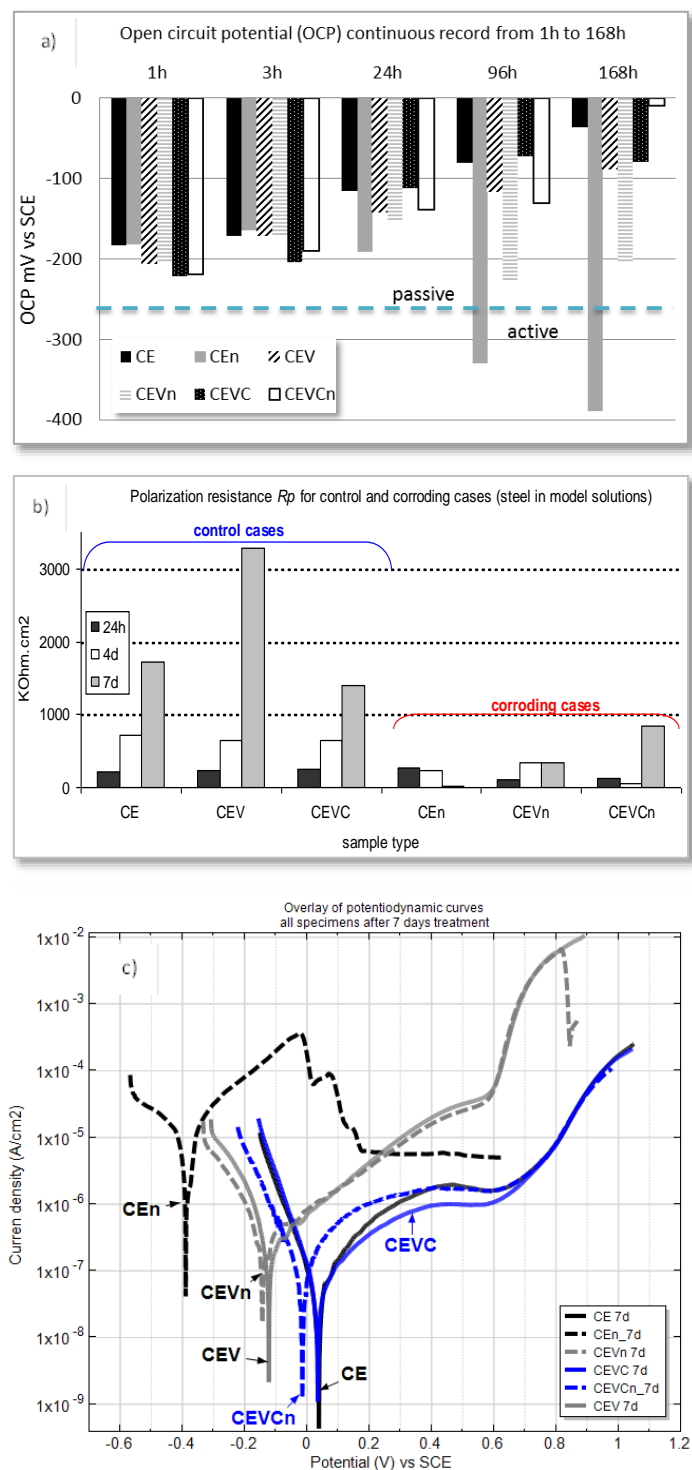 a)
Open circuit potential (OCP) continuous record from 1h to 168h
1h 3h 24h 96h 168h
0
-100
-200
-300
-400
OCP mV vs SCE
passive
active
CE CEn CEV
CEVn CEVC CEVCn
b)
Polarization resistance Rp for control and corroding cases (steel in model solutions)
control cases
3000
2000
1000
0
KOhm.cm2
24h
4d
7d
corroding cases
CE CEV CEVC CEn CEVn CEVCn
sample type
Overlay of potentiodynamic curves
all specimens after 7 days treatment
c)
1x10-2
1x10-3
1x10-4
1x10-5
1x10-6
1x10-7
1x10-8
1x10-9
Curren density (A/cm2)
CEn
CEVn
CEV
CEVCn
CE
CEVC
CE 7d
CEn_7d
CEVn 7d
CEVC 7d
CEVCn_7d
CEV 7d
-0.6 -0.4 -0.2 0 0.2 0.4 0.6 0.8 1 1.2
Potential (V) vs SCE